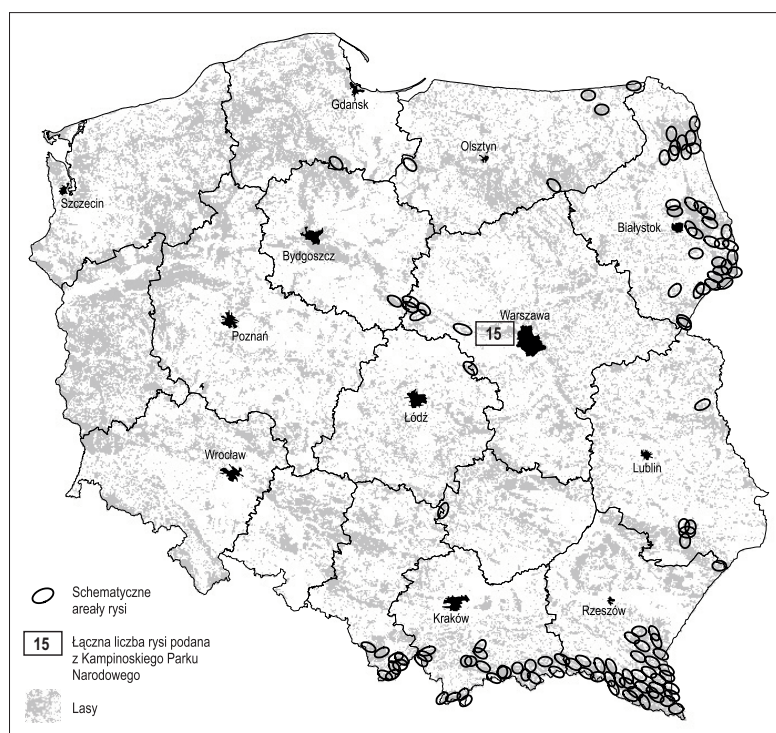 Gdańsk
Olsztyn
Szczecin
Białystok
Bydgoszcz
Warszawa
15
Poznań
Łódź
Wrocław
Lublin
Kraków
Rzeszów
Schematyczne
areały rysi
15
Łączna liczba rysi podana
z Kampinoskiego Parku
Narodowego
Lasy